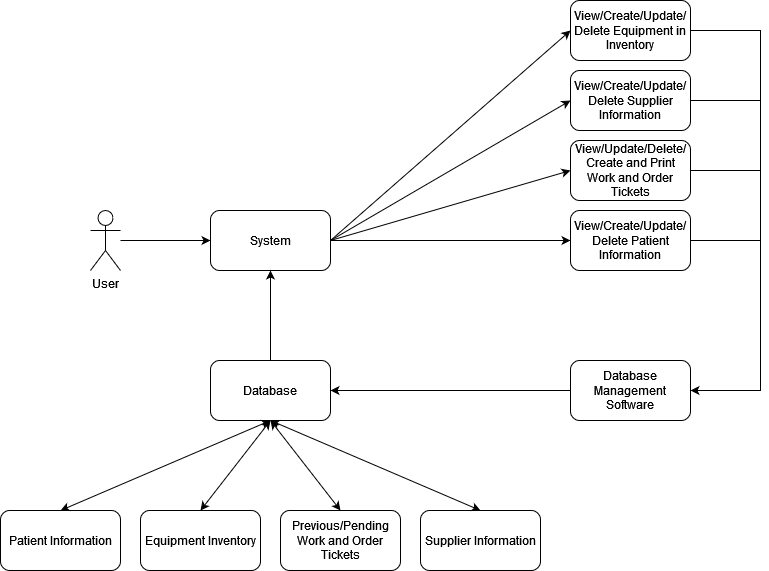 View/Create/Update/
Delete Equipment in
Inventory
View/Create/Update/
Delete Supplier
Information
View/Update/Delete/
Create and Print
Work and Order
Tickets
View/Create/Update/
Delete Patient
Information
System
User
Database
Database
Management
Software
Patient Information
Equipment Inventory
Previous/Pending
Work and Order
Tickets
Supplier Information